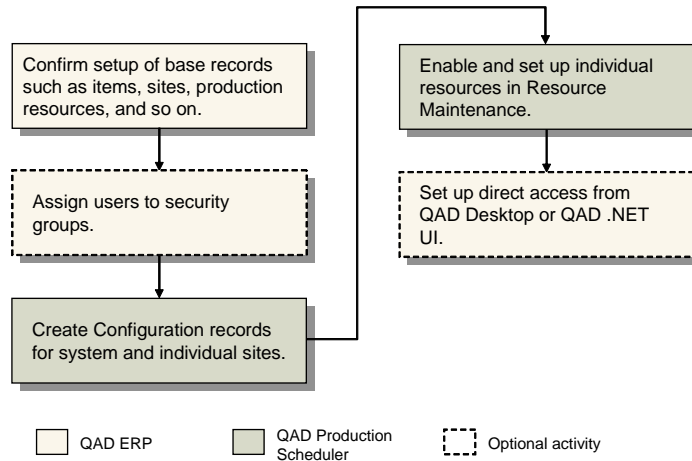 Confirm setup of base records
such as items, sites, production
resources, and so on.
Assign users to security
groups.
Create Configuration records
for system and individual sites.
Enable and set up individual
resources in Resource
Maintenance.
Set up direct access from
QAD Desktop or QAD .NET
UI.
QAD ERP
QAD Production
Scheduler
Optional activity